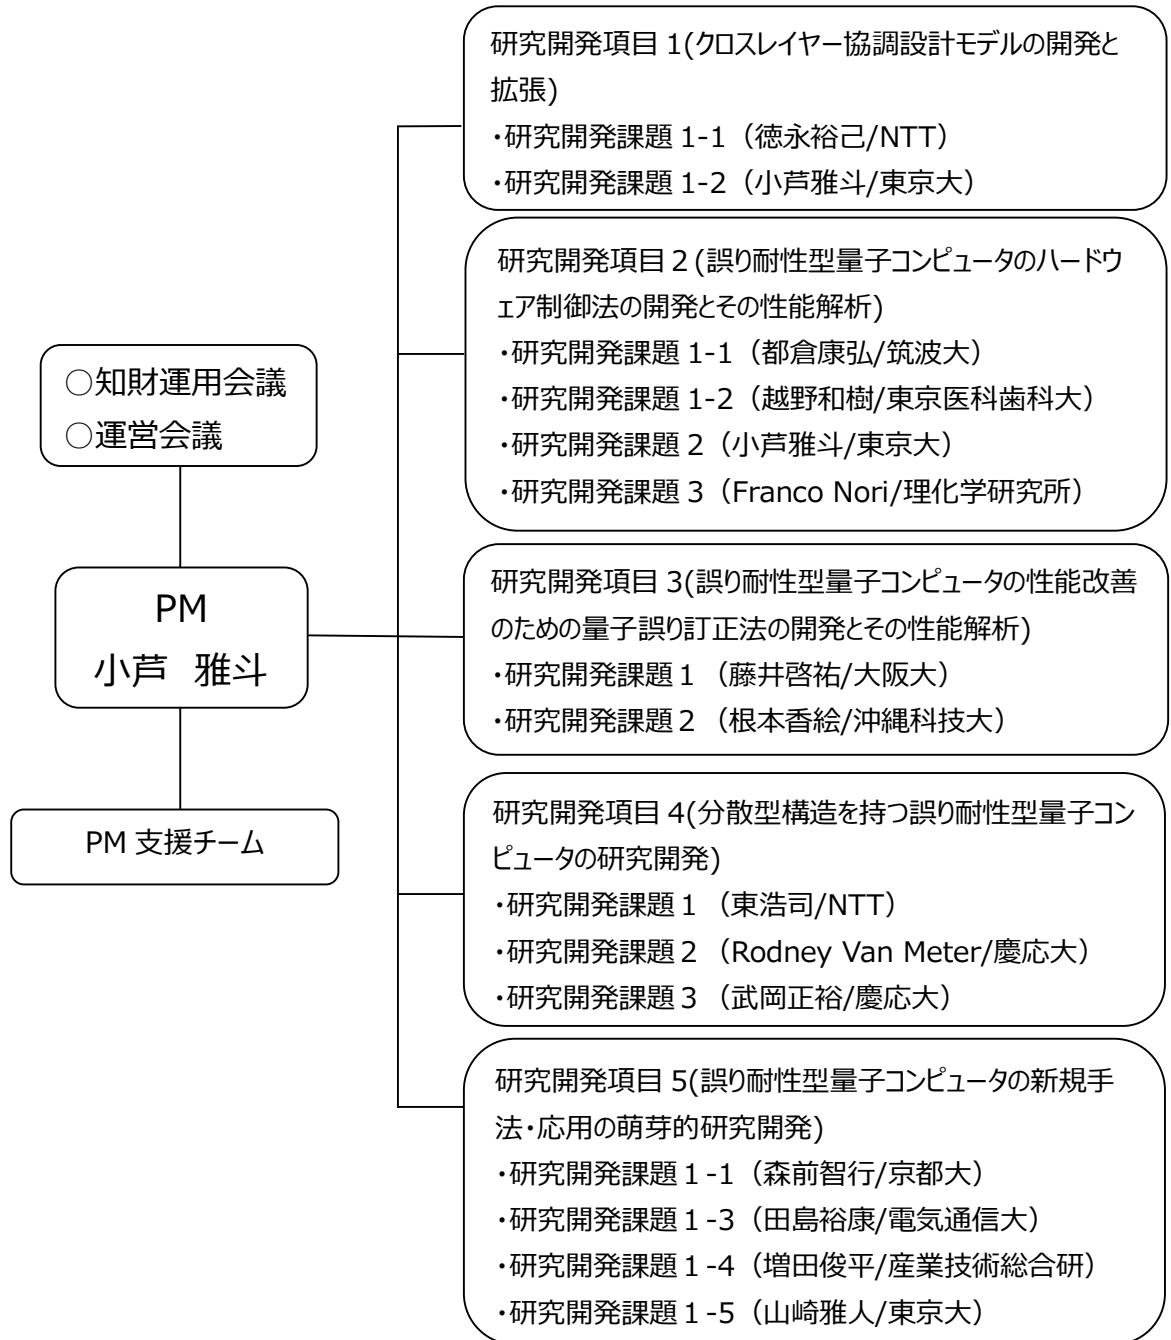 ○知財運用会議
○運営会議
PM
小芦 雅斗
PM 支援チーム
研究開発項目 1(クロスレイヤー協調設計モデルの開発と
拡張)
・研究開発課題 1-1（徳永裕己/NTT）
・研究開発課題 1-2（小芦雅斗/東京大）
研究開発項目 2(誤り耐性型量子コンピュータのハードウ
ェア制御法の開発とその性能解析)
・研究開発課題 1-1（都倉康弘/筑波大）
・研究開発課題 1-2（越野和樹/東京医科歯科大）
・研究開発課題 2（小芦雅斗/東京大）
・研究開発課題 3（Franco Nori/理化学研究所）
研究開発項目 3(誤り耐性型量子コンピュータの性能改善
のための量子誤り訂正法の開発とその性能解析)
・研究開発課題 1 （藤井啓祐/大阪大）
・研究開発課題 2 （根本香絵/沖縄科技大）
研究開発項目 4(分散型構造を持つ誤り耐性型量子コン
ピュータの研究開発)
・研究開発課題 1 （東浩司/NTT）
・研究開発課題 2 （Rodney Van Meter/慶応大）
・研究開発課題 3 （武岡正裕/慶応大）
研究開発項目 5(誤り耐性型量子コンピュータの新規手
法・応用の萌芽的研究開発)
・研究開発課題 1 -1（森前智行/京都大）
・研究開発課題 1 -3（田島裕康/電気通信大）
・研究開発課題 1 -4（増田俊平/産業技術総合研）
・研究開発課題 1 -5（山崎雅人/東京大）